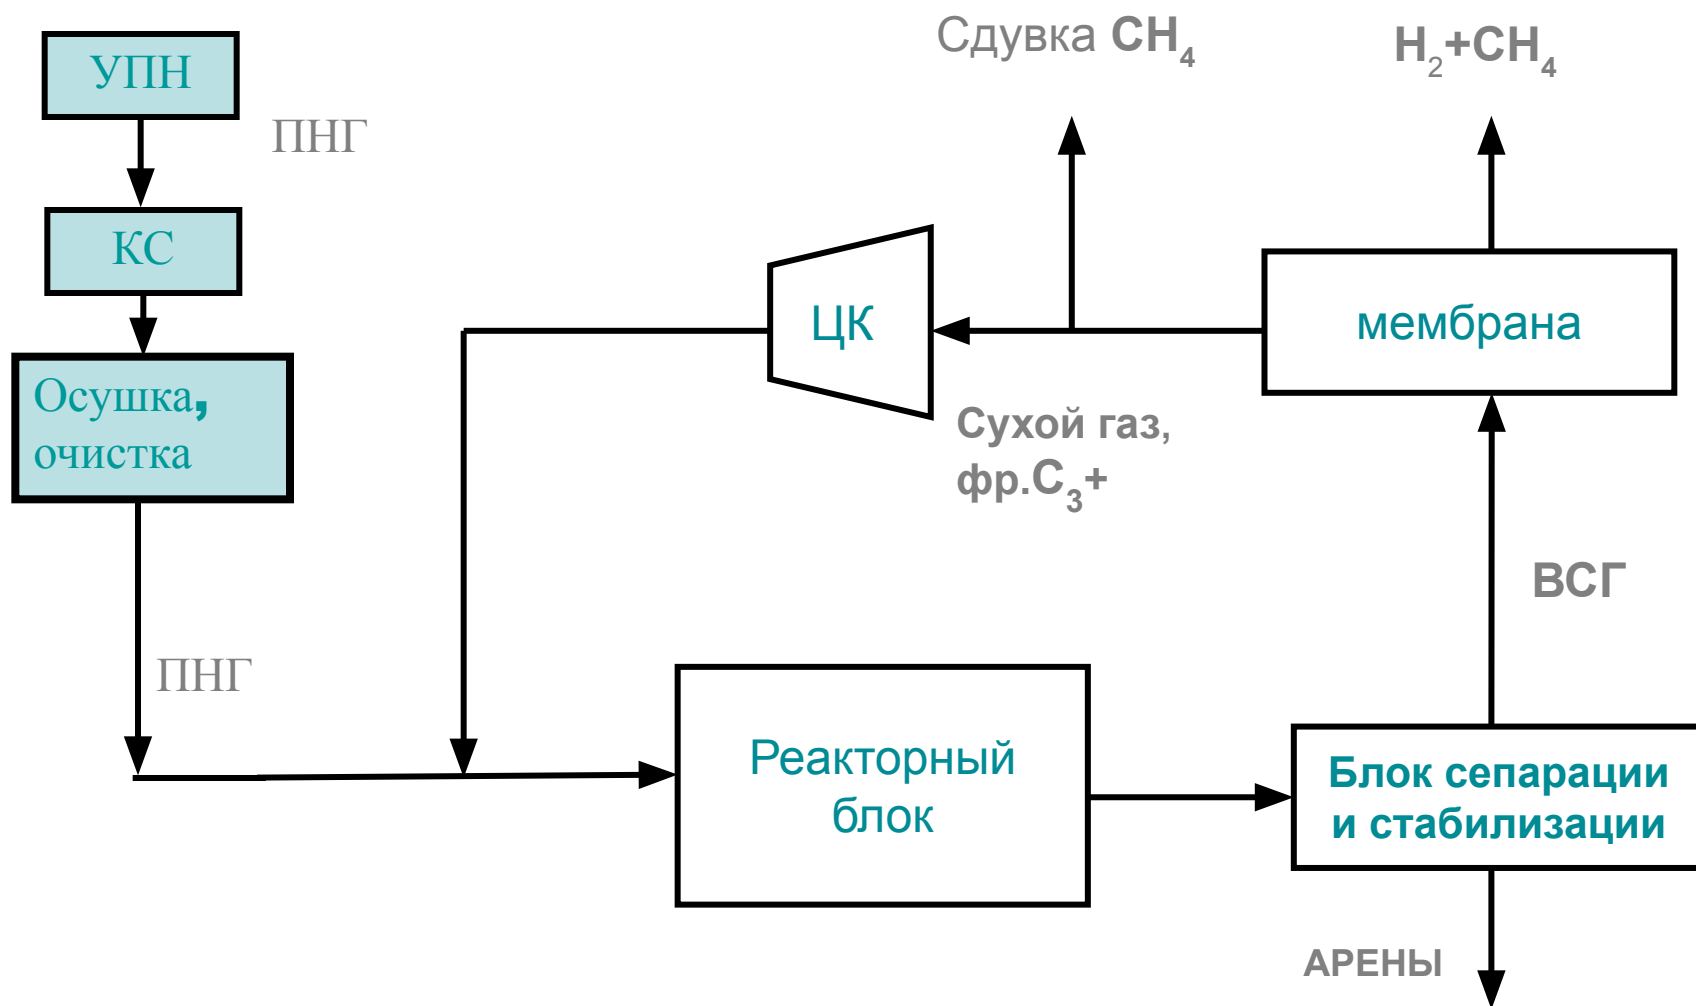 УПН
ПНГ
КС
Осушка,
очистка
ПНГ
Сдувка CH₄
H₂+CH₄
ЦК
мембрана
Сухой газ,
фр.С₃+
ВСГ
Реакторный
блок
Блок сепарации
и стабилизации
АРЕНЫ